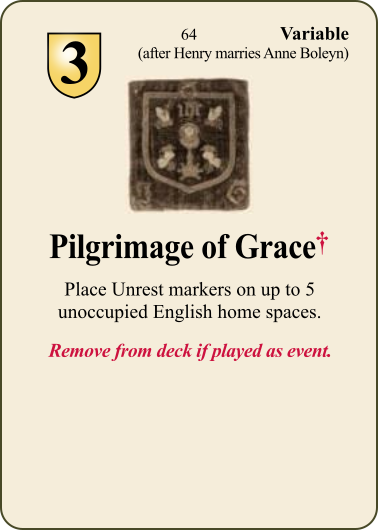 3
64 Variable
(after Henry marries Anne Boleyn)
Pilgrimage of Grace†
Place Unrest markers on up to 5
unoccupied English home spaces.
Remove from deck if played as event.